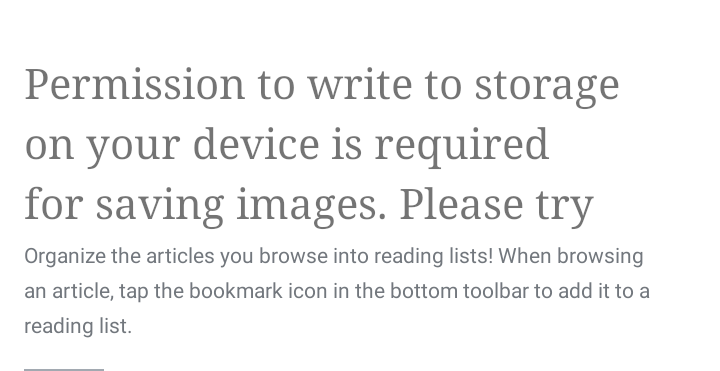 Permission to write to storage
on your device is required
for saving images. Please try
Organize the articles you browse into reading lists! When browsing
an article, tap the bookmark icon in the bottom toolbar to add it to a
reading list.